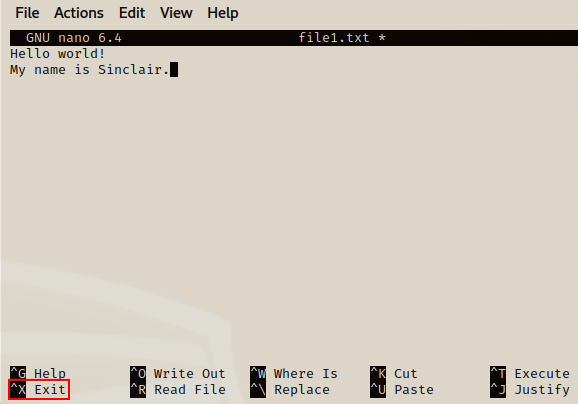 File Actions Edit View Help
GNU nano 6.4 file1.txt *
Hello world!
My name is Sinclair.
^G Help ^O Write Out ^W Where Is ^K Cut ^T Execute
^X Exit ^R Read File ^\ Replace ^U Paste ^J Justify